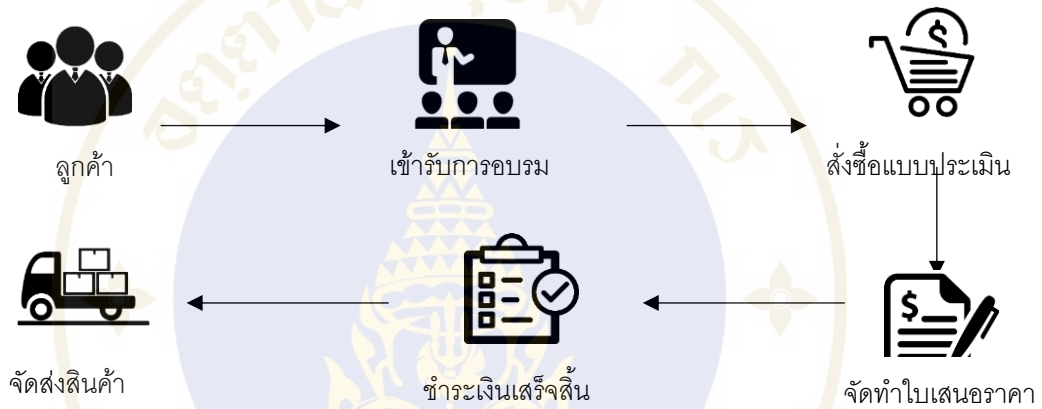 ลูกค้า
เข้ารับการอบรม
สั่งซื้อแบบประเมิน
จัดส่งสินค้า
ชำระเงินเสร็จสิ้น
จัดทำใบเสนอราคา
$
$